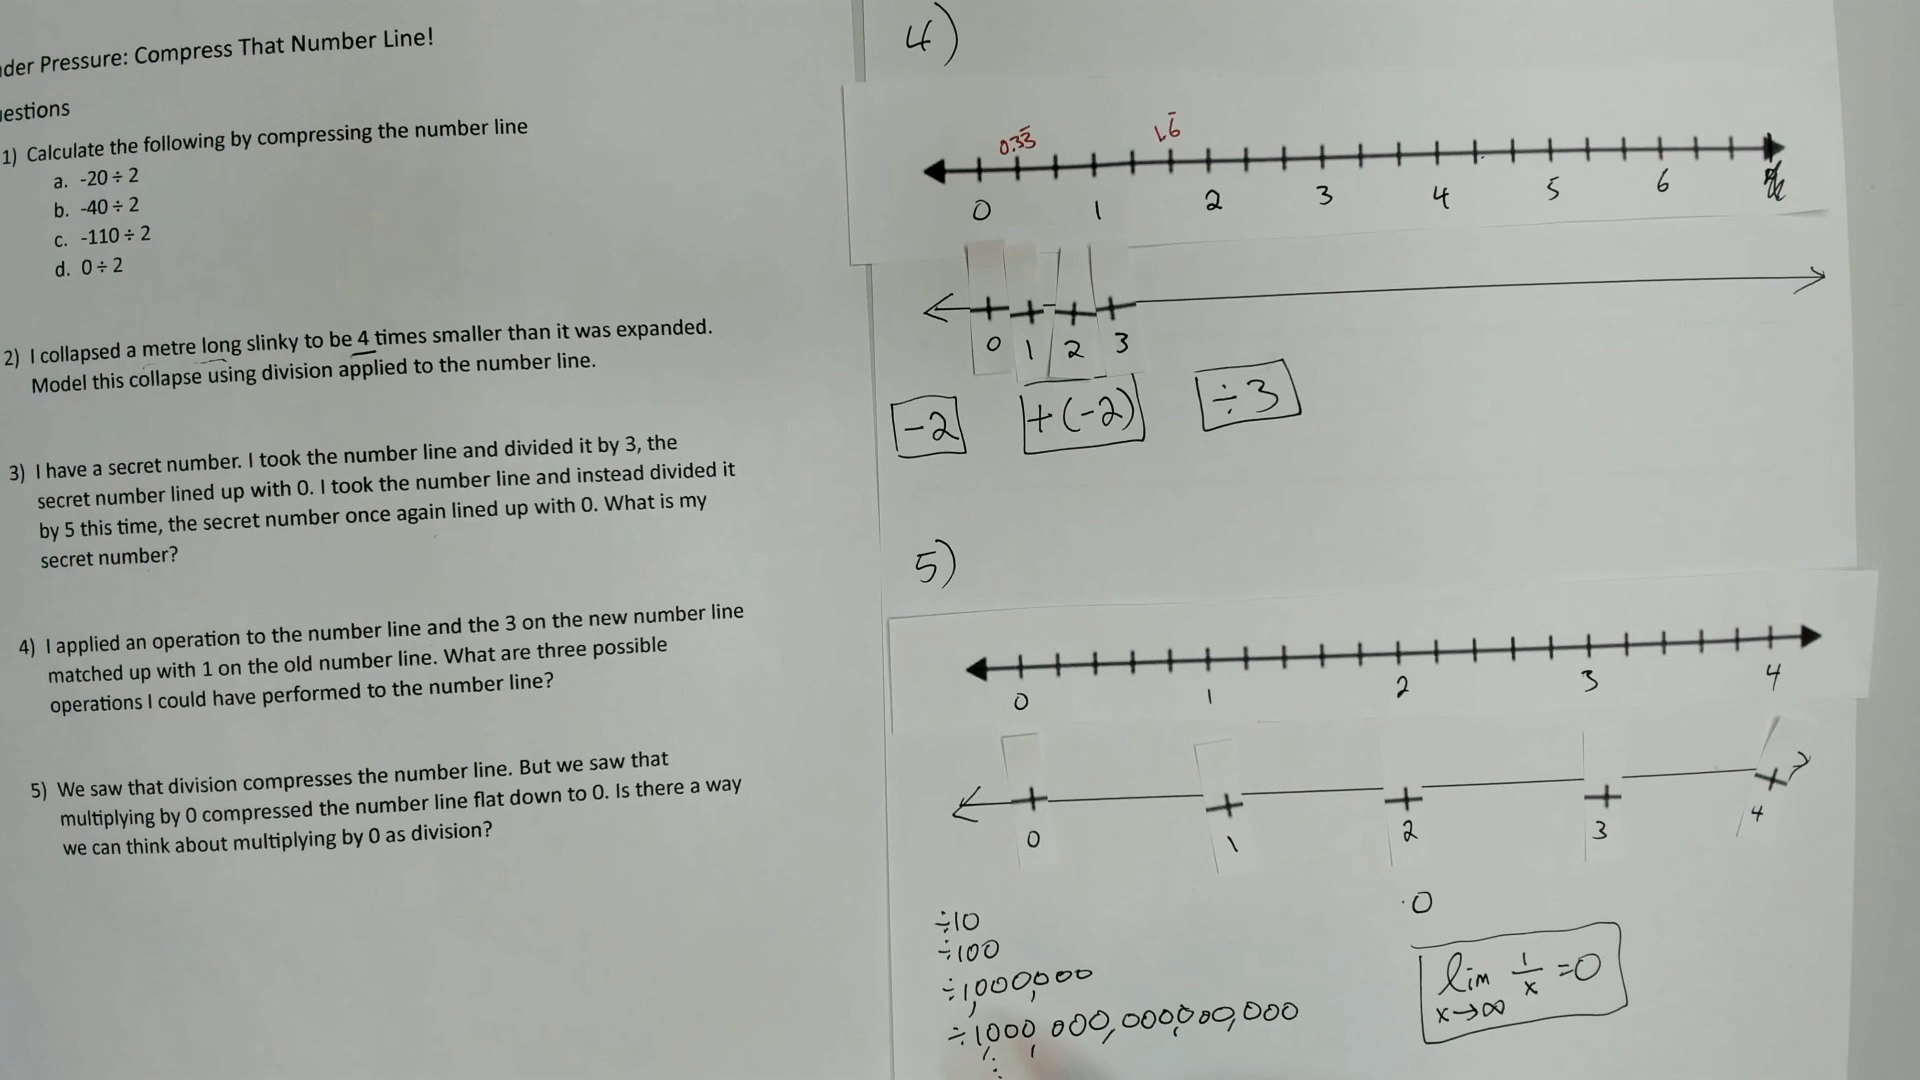 der Pressure: Compress That Number Line!
estions
1) Calculate the following by compressing the number line
a. -20 ÷ 2
b. -40 ÷ 2
c. -110 ÷ 2
d. 0 ÷ 2
2) I collapsed a metre long slinky to be 4 times smaller than it was expanded.
Model this collapse using division applied to the number line.
3) I have a secret number. I took the number line and divided it by 3, the
secret number lined up with 0. I took the number line and instead divided it
by 5 this time, the secret number once again lined up with 0. What is my
secret number?
4) I applied an operation to the number line and the 3 on the new number line
matched up with 1 on the old number line. What are three possible
operations I could have performed to the number line?
5) We saw that division compresses the number line. But we saw that
multiplying by 0 compressed the number line flat down to 0. Is there a way
we can think about multiplying by 0 as division?
4)
0.33̅ 1.6̅
0 1 2 3 4 5 6
0 1 2 3
-2 +(-2) ÷3
5)
0 1 2 3 4
0 1 2 3 4
÷10
÷100
÷1,000,000
÷1000 000,000,000,000
·0
lim 1/x =0
x→∞